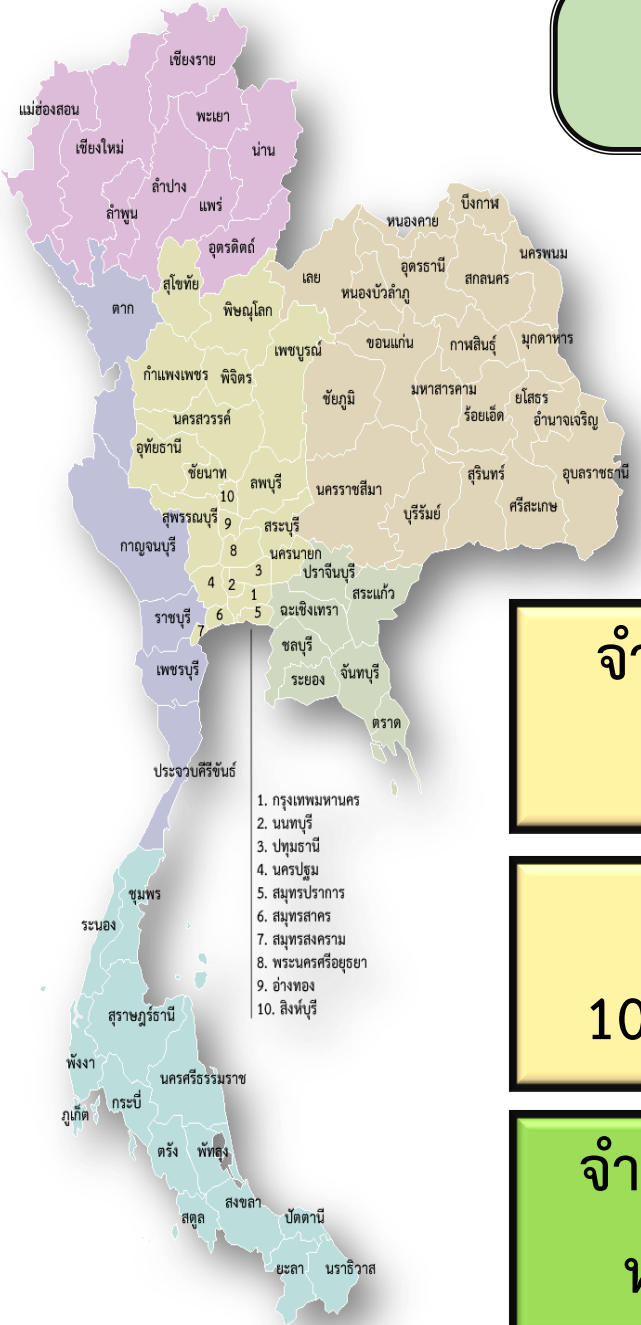 เชียงราย
แม่ฮ่องสอน
พะเยา
เชียงใหม่
น่าน
ลำปาง
ลำพูน
แพร่
อุตรดิตถ์
บึงกาฬ
หนองคาย
นครพนม
เลย
อุดรธานี
สกลนคร
สุโขทัย
หนองบัวลำภู
ตาก
พิษณุโลก
มุกดาหาร
ขอนแก่น
กาฬสินธุ์
เพชรบูรณ์
กำแพงเพชร
พิจิตร
มหาสารคาม
ชัยภูมิ
ยโสธร
ร้อยเอ็ด
อำนาจเจริญ
นครสวรรค์
อุทัยธานี
ชัยนาท
ลพบุรี
นครราชสีมา
สุรินทร์
อุบลราชธานี
10
ศรีสะเกษ
บุรีรัมย์
สุพรรณบุรี
9
สระบุรี
กาญจนบุรี
8
นครนายก
3
ปราจีนบุรี
4
2
สระแก้ว
1
ฉะเชิงเทรา
5
ราชบุรี
6
7
ชลบุรี
เพชรบุรี
ระยอง
จันทบุรี
ตราด
ประจวบคีรีขันธ์
1. กรุงเทพมหานคร
2. นนทบุรี
3. ปทุมธานี
4. นครปฐม
5. สมุทรปราการ
6. สมุทรสาคร
7. สมุทรสงคราม
8. พระนครศรีอยุธยา
9. อ่างทอง
10. สิงห์บุรี
ชุมพร
ระนอง
สุราษฎร์ธานี
พังงา
นครศรีธรรมราช
กระบี่
ภูเก็ต
ตรัง
พัทลุง
สงขลา
สตูล
ปัตตานี
ยะลา
นราธิวาส
10